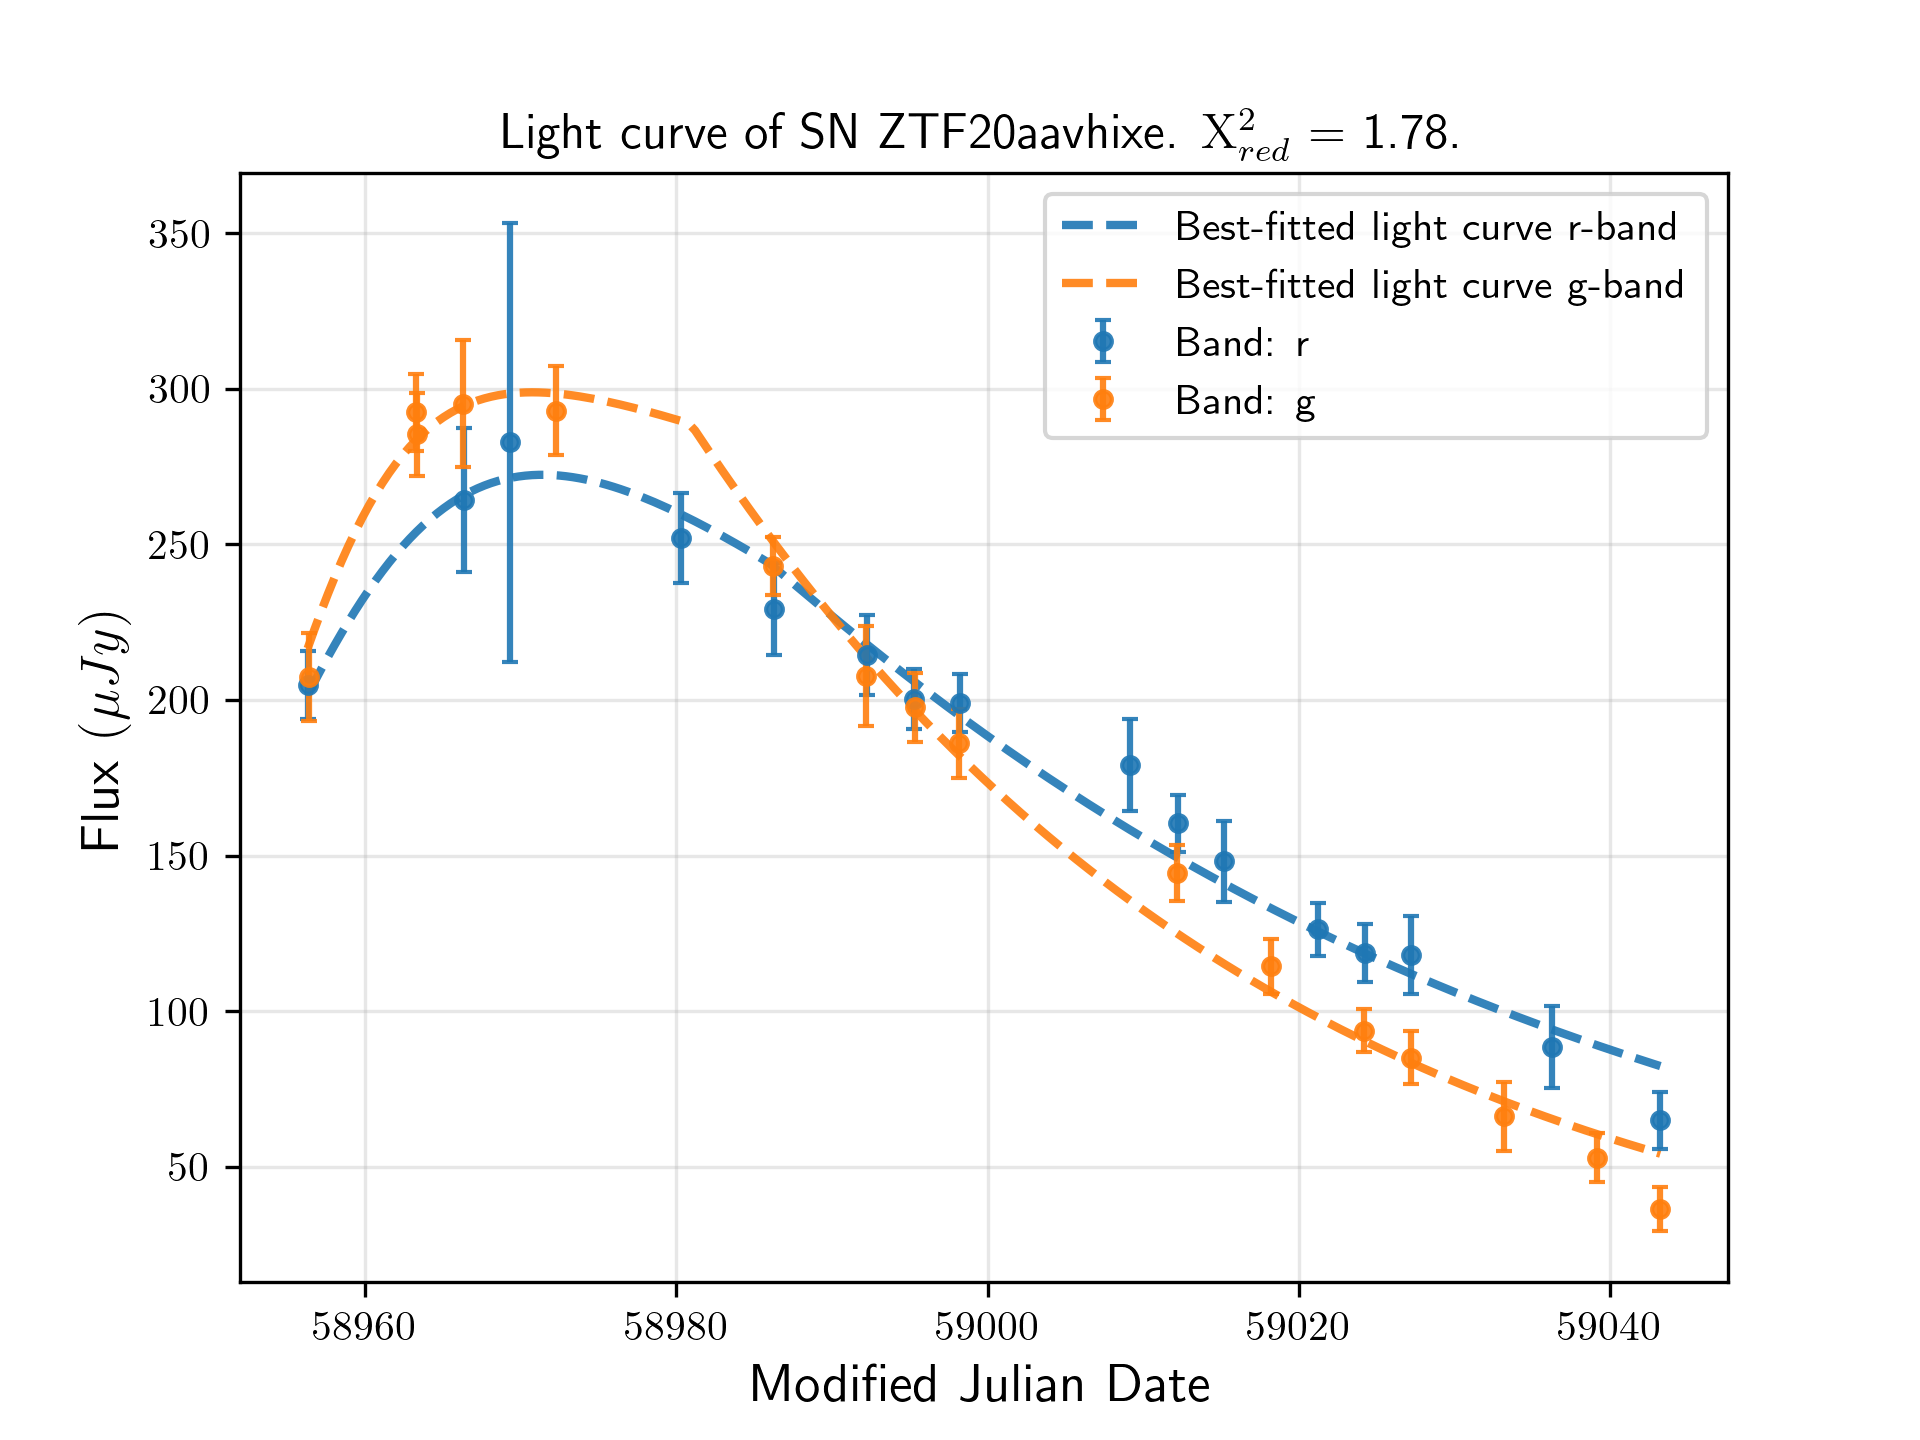 Light curve of SN ZTF20aavhixe. X²_red = 1.78.
Best-fitted light curve r-band
Best-fitted light curve g-band
Band: r
Band: g
350
300
250
200
150
100
50
Flux (μJy)
58960 58980 59000 59020 59040
Modified Julian Date